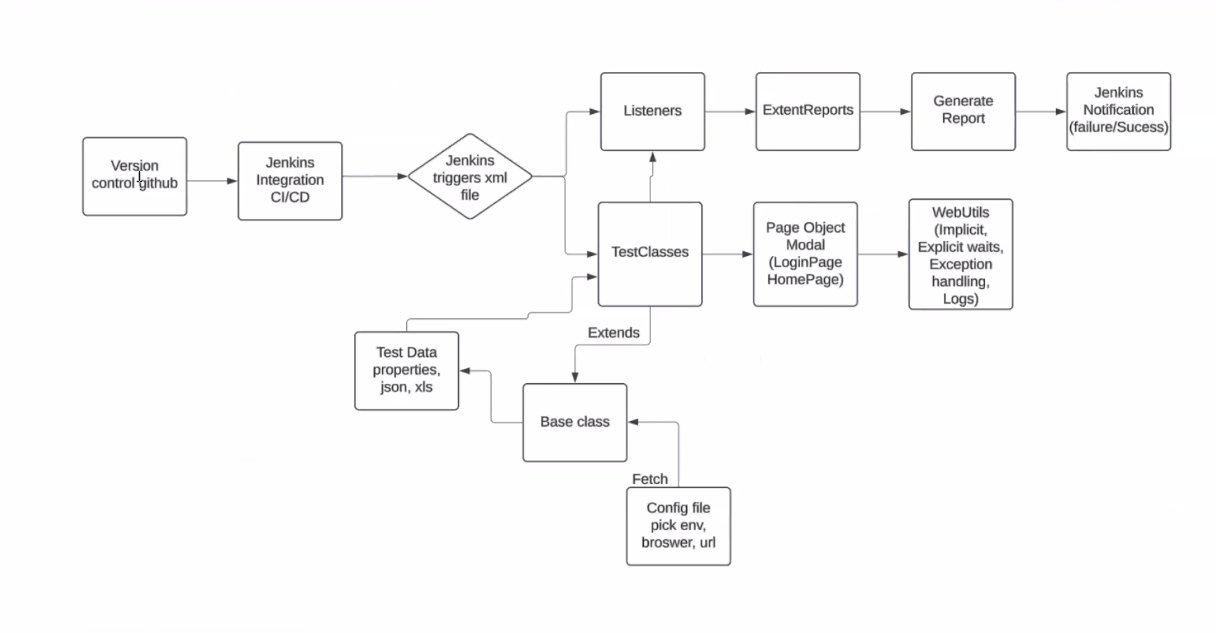 Version
control github
Jenkins
Integration
CI/CD
Jenkins
triggers xml
file
Listeners
ExtentReports
Generate
Report
Jenkins
Notification
(failure/Sucess)
TestClasses
Page Object
Modal
(LoginPage
HomePage)
WebUtils
(Implicit,
Explicit waits,
Exception
handling,
Logs)
Extends
Test Data
properties,
json, xls
Base class
Fetch
Config file
pick env,
broswer, url